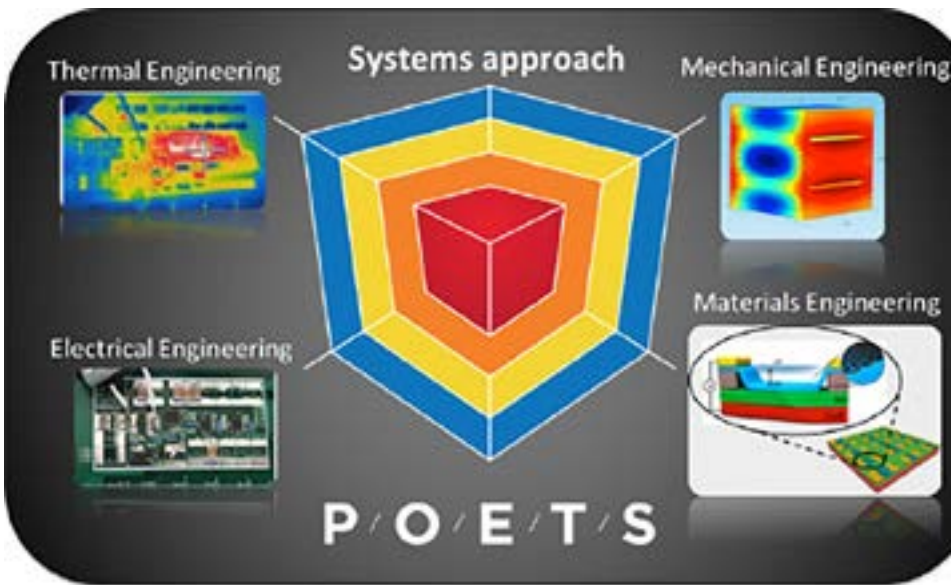 Systems approach
Thermal Engineering
Mechanical Engineering
Electrical Engineering
Materials Engineering
P/O/E/T/S